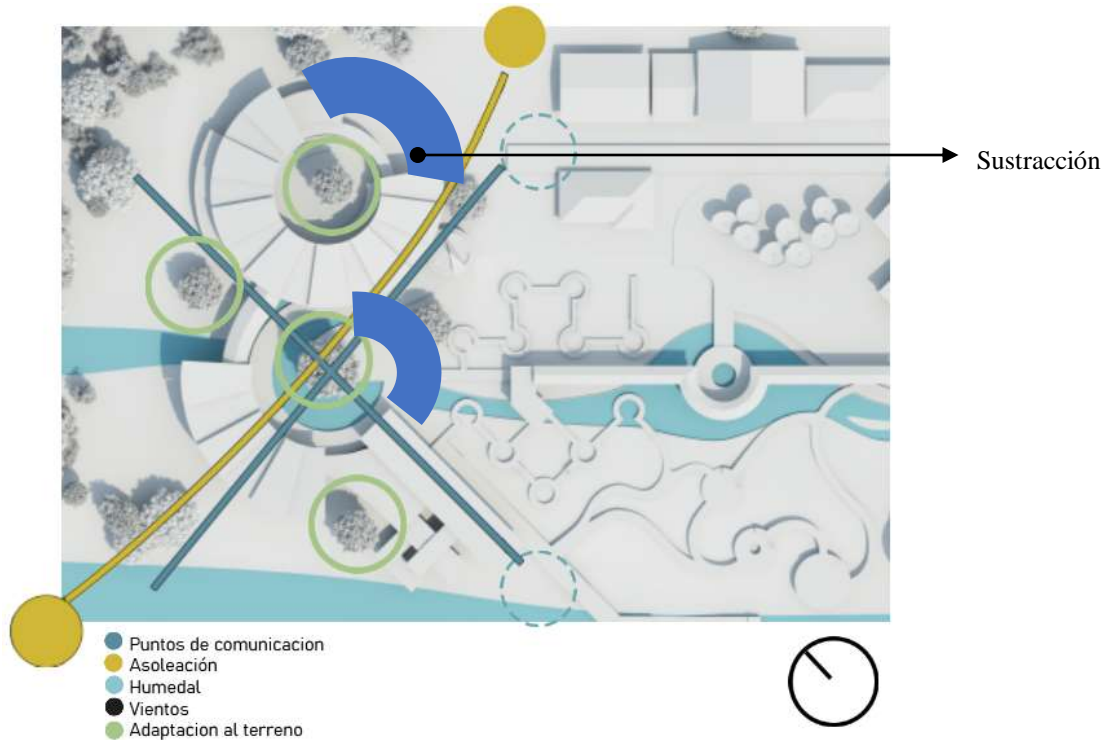 Sustracción
Puntos de comunicacion
Asoleación
Humedal
Vientos
Adaptacion al terreno